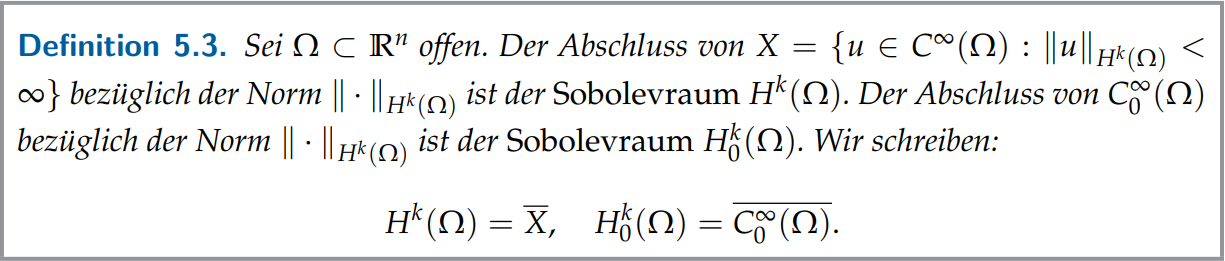 Definition 5.3. Sei Ω ⊂ ℝⁿ offen. Der Abschluss von X = {u ∈ C^∞(Ω) : ‖u‖_{H^k(Ω)} <
∞} bezüglich der Norm ‖ · ‖_{H^k(Ω)} ist der Sobolevraum H^k(Ω). Der Abschluss von C_0^∞(Ω)
bezüglich der Norm ‖ · ‖_{H^k(Ω)} ist der Sobolevraum H_0^k(Ω). Wir schreiben:
H^k(Ω) = \overline{X}, H_0^k(Ω) = \overline{C_0^∞(Ω)}.